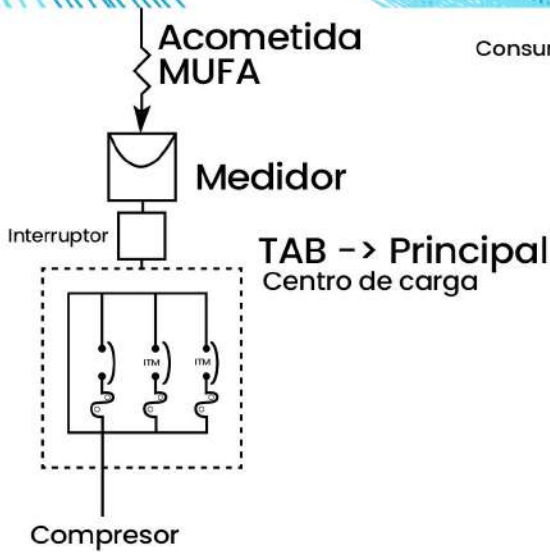 Acometida
MUFA
Consu
Medidor
Interruptor
TAB -> Principal
Centro de carga
ITM
ITM
Compresor